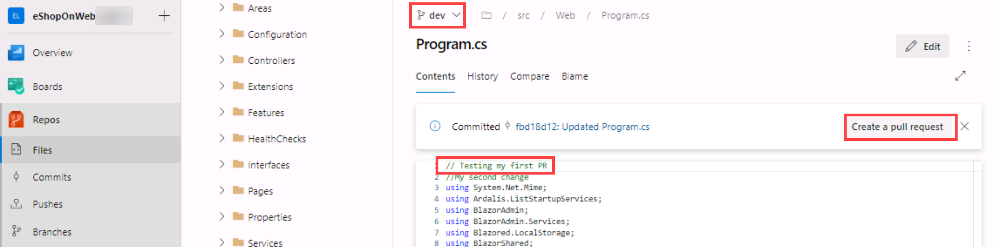 EL eShopOnWeb
Overview
Boards
Repos
Files
Commits
Pushes
Branches
Areas
Configuration
Controllers
Extensions
Features
HealthChecks
Interfaces
Pages
Properties
Services
dev / src / Web / Program.cs
Program.cs
Edit
Contents History Compare Blame
Committed fbd18d12: Updated Program.cs
Create a pull request
1 // Testing my first PR
2 //My second change
3 using System.Net.Mime;
4 using Ardalis.ListStartupServices;
5 using BlazorAdmin;
6 using BlazorAdmin.Services;
7 using Blazored.LocalStorage;
8 using BlazorShared;